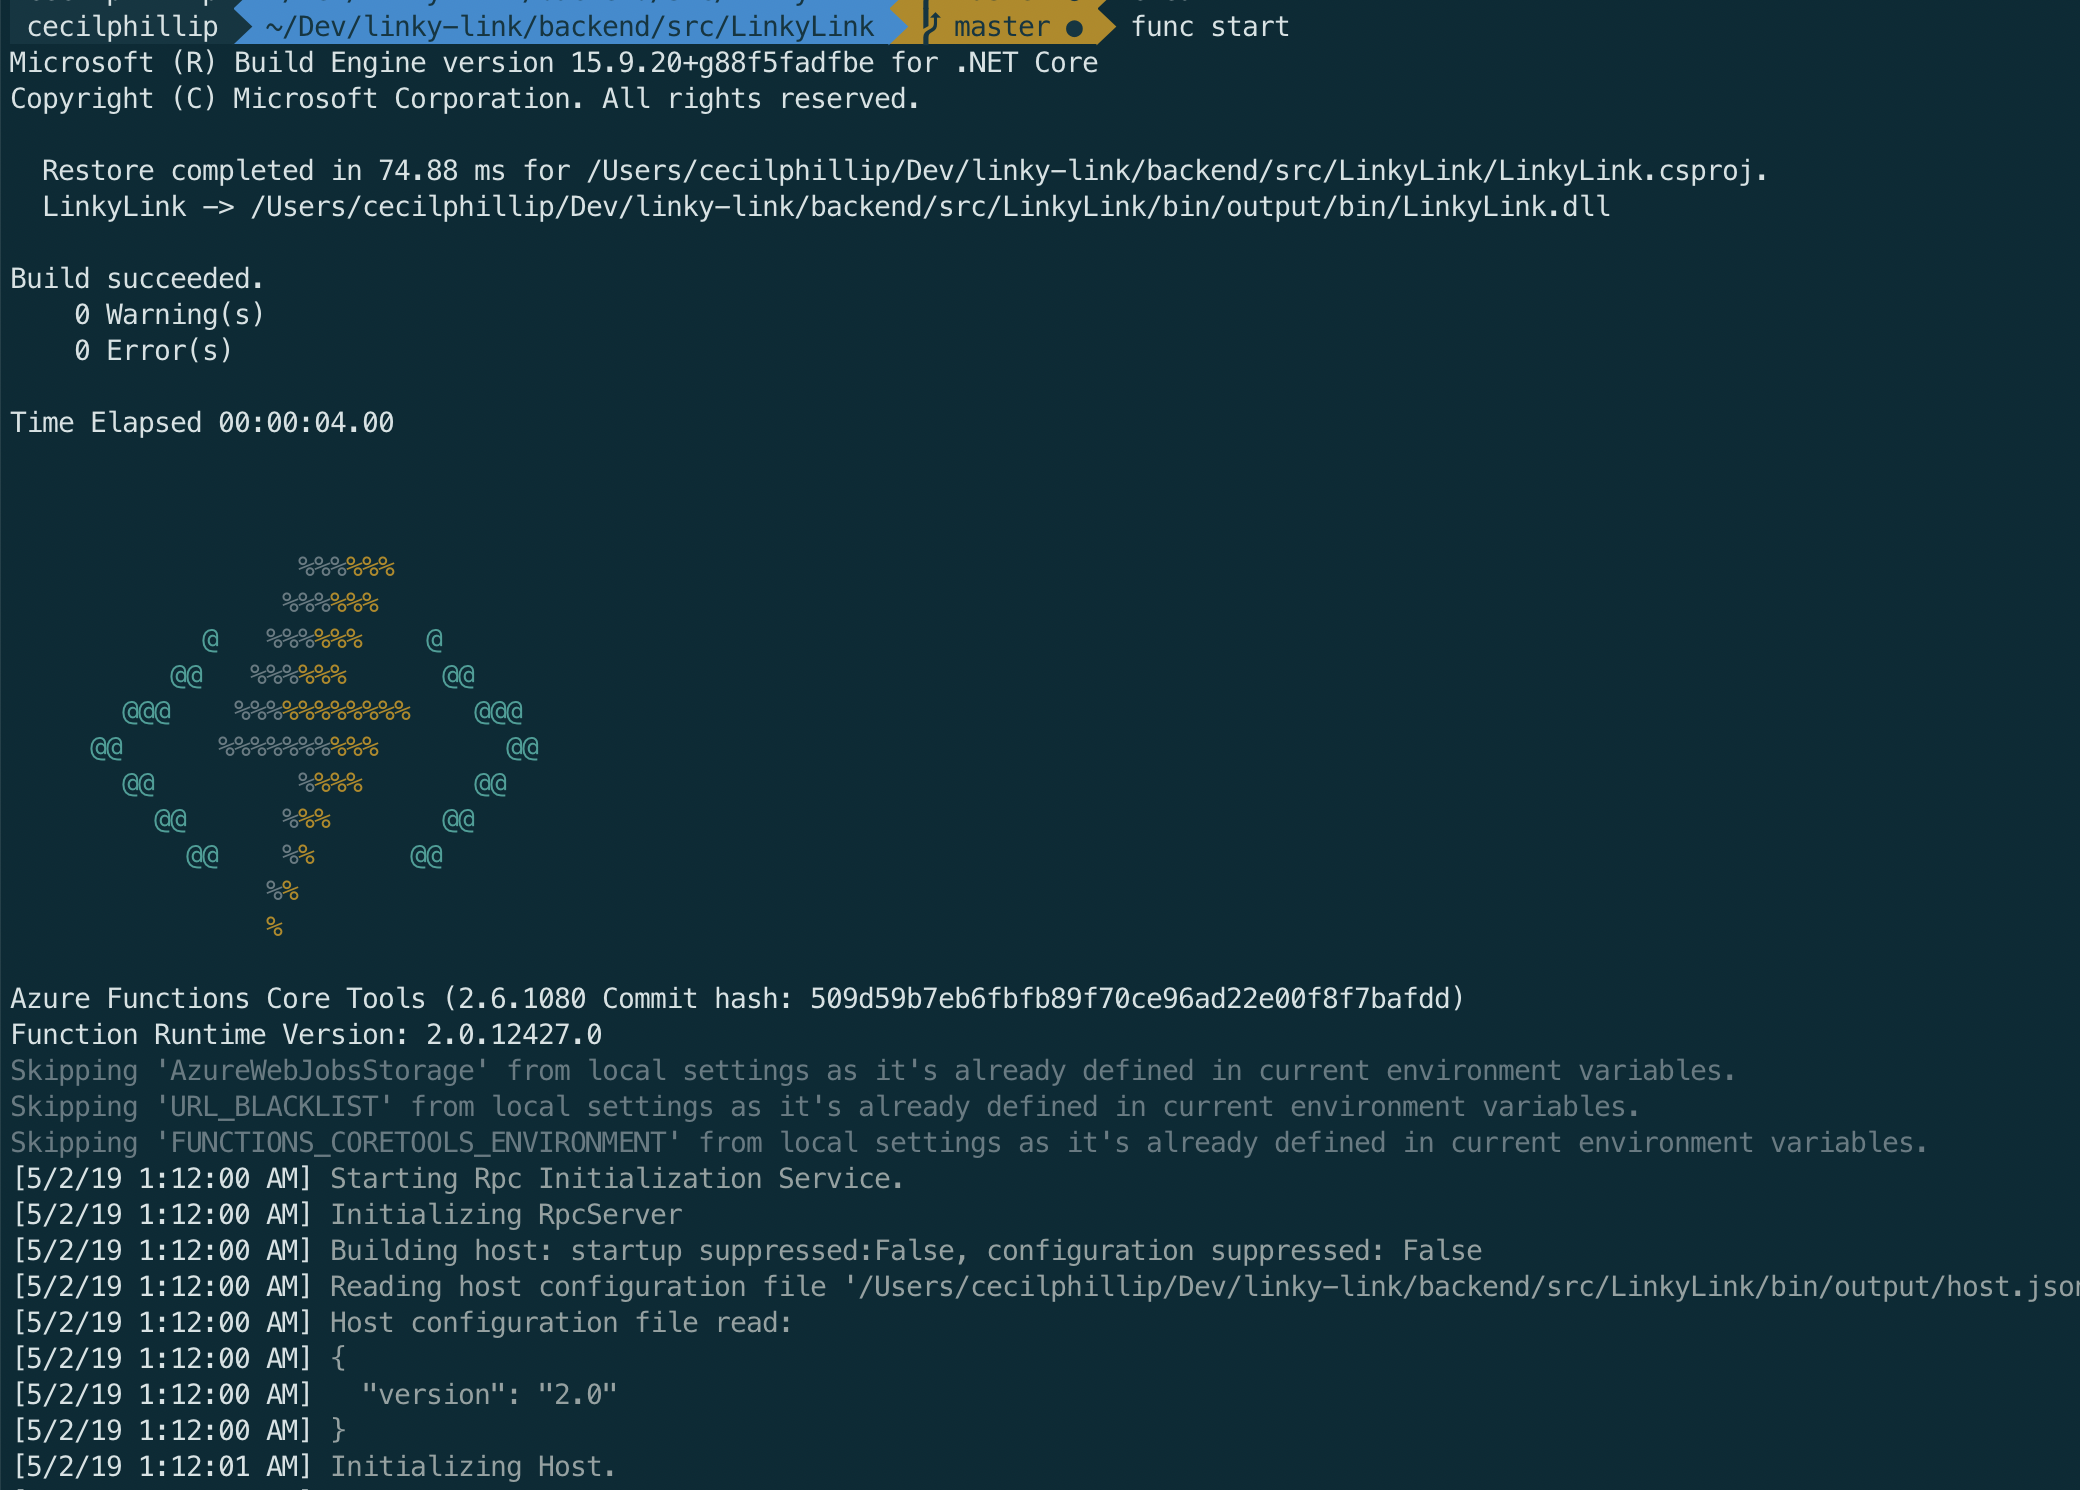 cecilphillip ~/Dev/linky-link/backend/src/LinkyLink master ● func start
Microsoft (R) Build Engine version 15.9.20+g88f5fadfbe for .NET Core
Copyright (C) Microsoft Corporation. All rights reserved.
  Restore completed in 74.88 ms for /Users/cecilphillip/Dev/linky-link/backend/src/LinkyLink/LinkyLink.csproj.
  LinkyLink -> /Users/cecilphillip/Dev/linky-link/backend/src/LinkyLink/bin/output/bin/LinkyLink.dll
Build succeeded.
    0 Warning(s)
    0 Error(s)
Time Elapsed 00:00:04.00
                  %%%%%%
                 %%%%%%
            @   %%%%%%    @
          @@   %%%%%%      @@
       @@@    %%%%%%%%%%%    @@@
     @@      %%%%%%%%%%        @@
       @@         %%%%       @@
         @@      %%%       @@
           @@    %%      @@
                %%
                %
Azure Functions Core Tools (2.6.1080 Commit hash: 509d59b7eb6fbfb89f70ce96ad22e00f8f7bafdd)
Function Runtime Version: 2.0.12427.0
Skipping 'AzureWebJobsStorage' from local settings as it's already defined in current environment variables.
Skipping 'URL_BLACKLIST' from local settings as it's already defined in current environment variables.
Skipping 'FUNCTIONS_CORETOOLS_ENVIRONMENT' from local settings as it's already defined in current environment variables.
[5/2/19 1:12:00 AM] Starting Rpc Initialization Service.
[5/2/19 1:12:00 AM] Initializing RpcServer
[5/2/19 1:12:00 AM] Building host: startup suppressed:False, configuration suppressed: False
[5/2/19 1:12:00 AM] Reading host configuration file '/Users/cecilphillip/Dev/linky-link/backend/src/LinkyLink/bin/output/host.json
[5/2/19 1:12:00 AM] Host configuration file read:
[5/2/19 1:12:00 AM] {
[5/2/19 1:12:00 AM]   "version": "2.0"
[5/2/19 1:12:00 AM] }
[5/2/19 1:12:01 AM] Initializing Host.